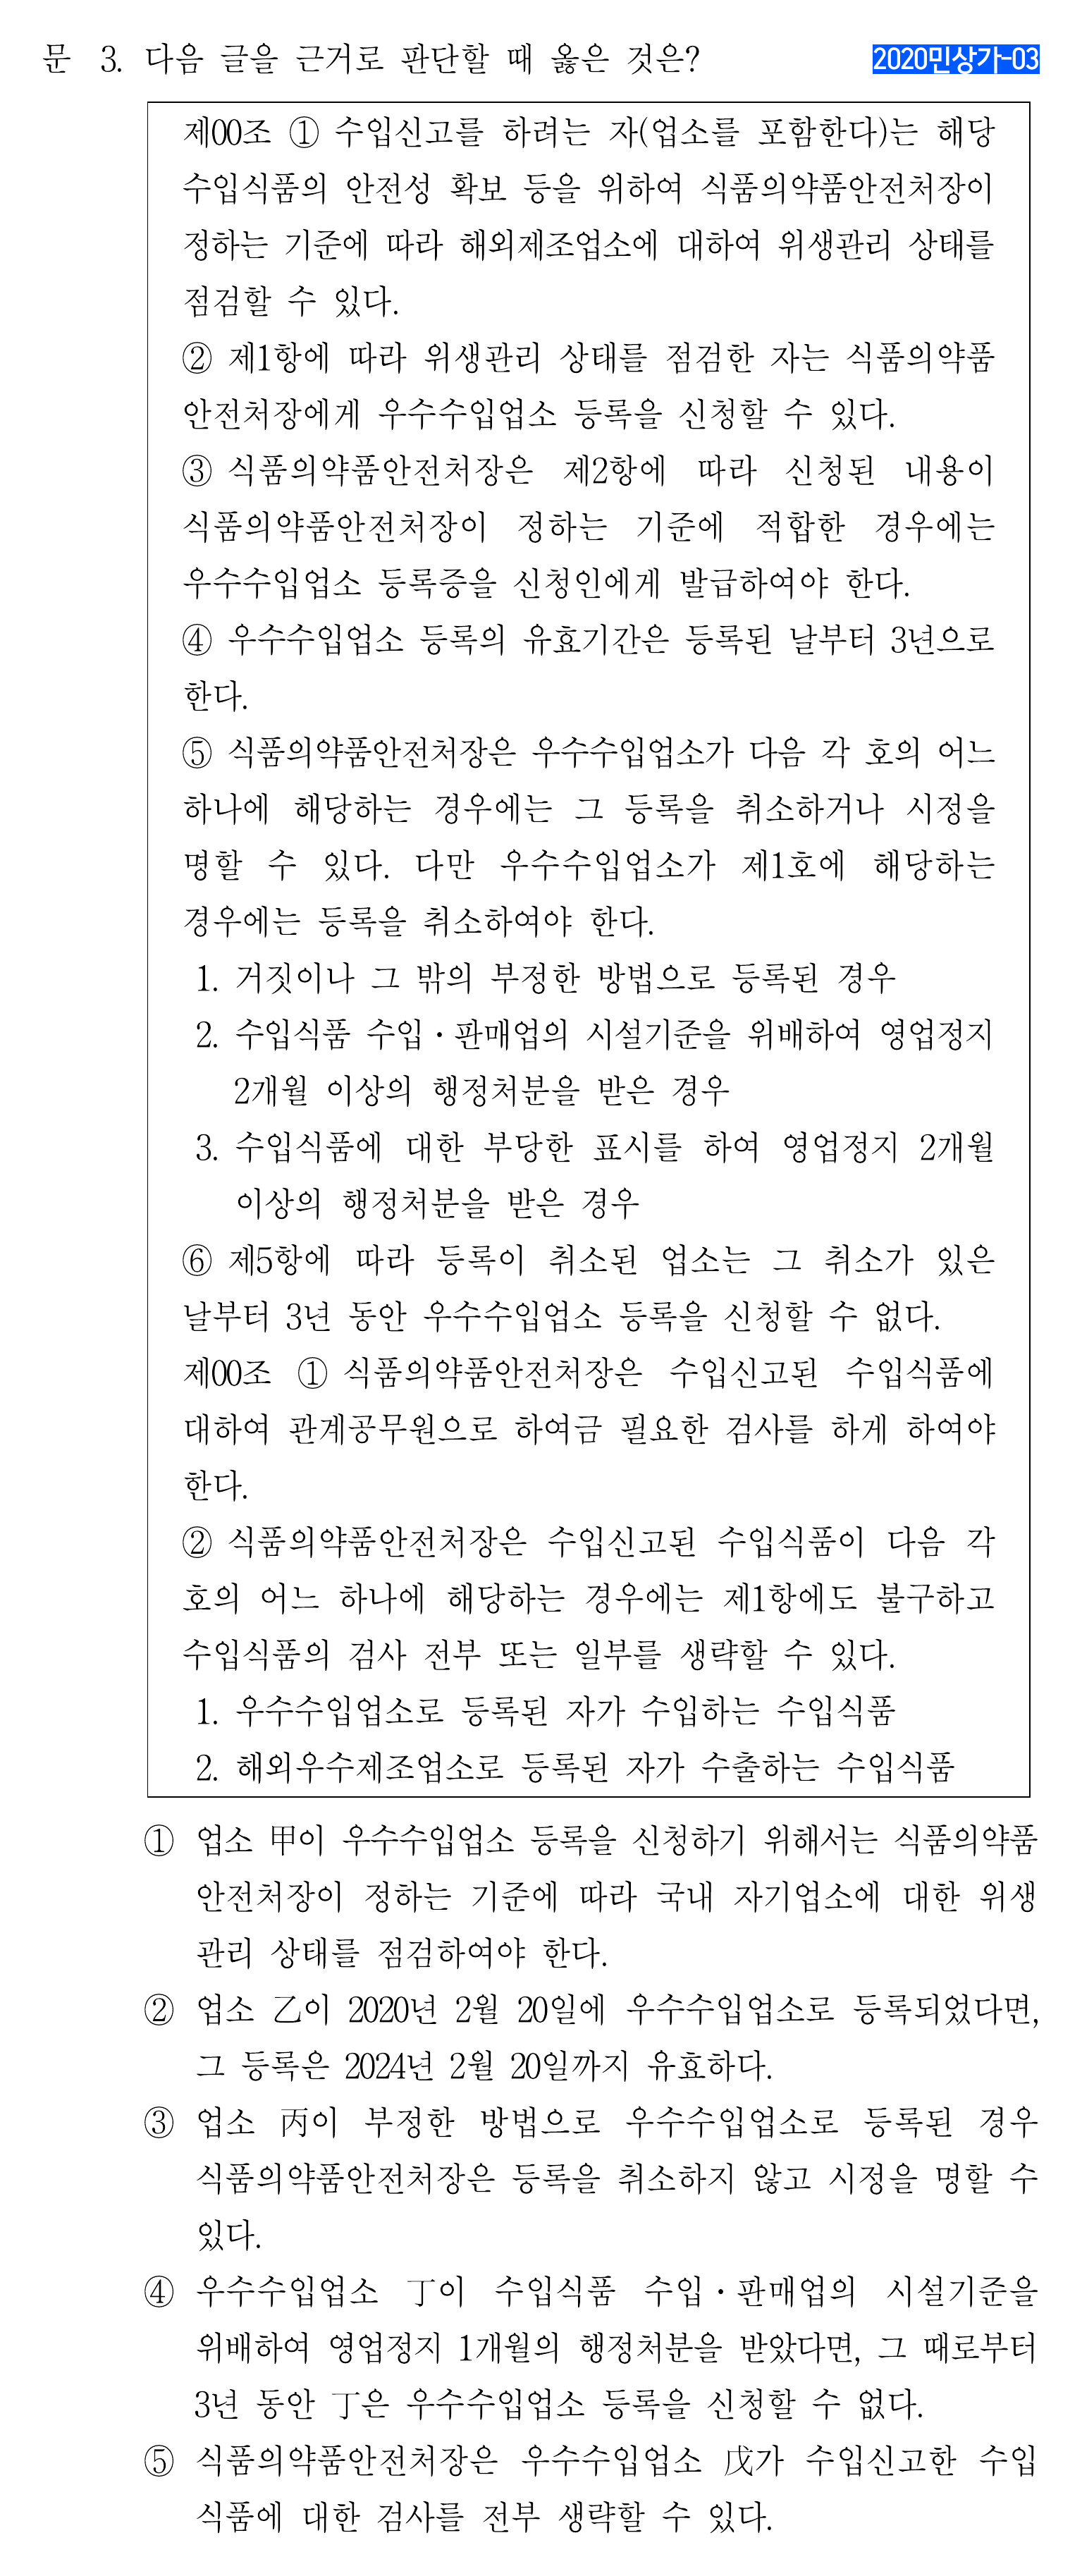 문 3. 다음 글을 근거로 판단할 때 옳은 것은? 2020민상가-03
제00조 ① 수입신고를 하려는 자(업소를 포함한다)는 해당
수입식품의 안전성 확보 등을 위하여 식품의약품안전처장이
정하는 기준에 따라 해외제조업소에 대하여 위생관리 상태를
점검할 수 있다.
② 제1항에 따라 위생관리 상태를 점검한 자는 식품의약품
안전처장에게 우수수입업소 등록을 신청할 수 있다.
③ 식품의약품안전처장은 제2항에 따라 신청된 내용이
식품의약품안전처장이 정하는 기준에 적합한 경우에는
우수수입업소 등록증을 신청인에게 발급하여야 한다.
④ 우수수입업소 등록의 유효기간은 등록된 날부터 3년으로
한다.
⑤ 식품의약품안전처장은 우수수입업소가 다음 각 호의 어느
하나에 해당하는 경우에는 그 등록을 취소하거나 시정을
명할 수 있다. 다만 우수수입업소가 제1호에 해당하는
경우에는 등록을 취소하여야 한다.
1. 거짓이나 그 밖의 부정한 방법으로 등록된 경우
2. 수입식품 수입・판매업의 시설기준을 위배하여 영업정지
2개월 이상의 행정처분을 받은 경우
3. 수입식품에 대한 부당한 표시를 하여 영업정지 2개월
이상의 행정처분을 받은 경우
⑥ 제5항에 따라 등록이 취소된 업소는 그 취소가 있은
날부터 3년 동안 우수수입업소 등록을 신청할 수 없다.
제00조 ① 식품의약품안전처장은 수입신고된 수입식품에
대하여 관계공무원으로 하여금 필요한 검사를 하게 하여야
한다.
② 식품의약품안전처장은 수입신고된 수입식품이 다음 각
호의 어느 하나에 해당하는 경우에는 제1항에도 불구하고
수입식품의 검사 전부 또는 일부를 생략할 수 있다.
1. 우수수입업소로 등록된 자가 수입하는 수입식품
2. 해외우수제조업소로 등록된 자가 수출하는 수입식품
① 업소 甲이 우수수입업소 등록을 신청하기 위해서는 식품의약품
안전처장이 정하는 기준에 따라 국내 자기업소에 대한 위생
관리 상태를 점검하여야 한다.
② 업소 乙이 2020년 2월 20일에 우수수입업소로 등록되었다면,
그 등록은 2024년 2월 20일까지 유효하다.
③ 업소 丙이 부정한 방법으로 우수수입업소로 등록된 경우
식품의약품안전처장은 등록을 취소하지 않고 시정을 명할 수
있다.
④ 우수수입업소 丁이 수입식품 수입・판매업의 시설기준을
위배하여 영업정지 1개월의 행정처분을 받았다면, 그 때로부터
3년 동안 丁은 우수수입업소 등록을 신청할 수 없다.
⑤ 식품의약품안전처장은 우수수입업소 戊가 수입신고한 수입
식품에 대한 검사를 전부 생략할 수 있다.